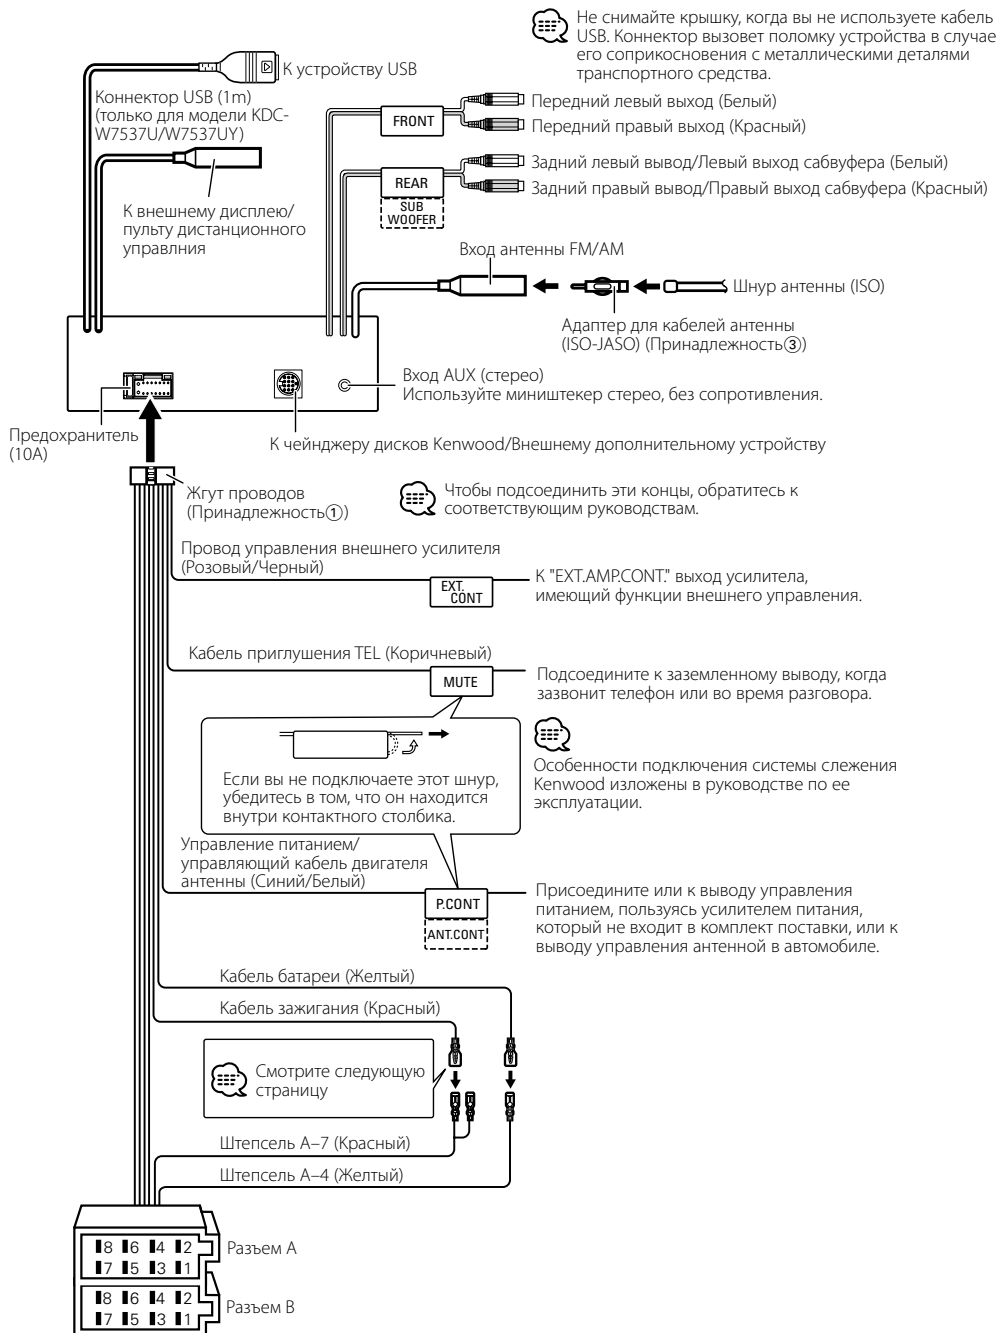 Не снимайте крышку, когда вы не используете кабель
USB. Коннектор вызовет поломку устройства в случае
его соприкосновения с металлическими деталями
транспортного средства.
К устройству USB
Коннектор USB (1m)
(только для модели KDC-
W7537U/W7537UY)
FRONT
Передний левый выход (Белый)
Передний правый выход (Красный)
REAR
SUB
WOOFER
Задний левый вывод/Левый выход сабвуфера (Белый)
Задний правый вывод/Правый выход сабвуфера (Красный)
К внешнему дисплею/
пульту дистанционного
управлния
Вход антенны FM/AM
Шнур антенны (ISO)
Адаптер для кабелей антенны
(ISO-JASO) (Принадлежность③)
Вход AUX (стерео)
Используйте миништекер стерео, без сопротивления.
Предохранитель
(10A)
К чейнджеру дисков Kenwood/Внешнему дополнительному устройству
Жгут проводов
(Принадлежность①)
Чтобы подсоединить эти концы, обратитесь к
соответствующим руководствам.
Провод управления внешнего усилителя
(Розовый/Черный)
EXT.
CONT
К "EXT.AMP.CONT." выход усилитела,
имеющий функции внешнего управления.
Кабель приглушения TEL (Коричневый)
MUTE
Подсоедините к заземленному выводу, когда
зазвонит телефон или во время разговора.
Если вы не подключаете этот шнур,
убедитесь в том, что он находится
внутри контактного столбика.
Особенности подключения системы слежения
Kenwood изложены в руководстве по ее
эксплуатации.
Управление питанием/
управляющий кабель двигателя
антенны (Синий/Белый)
P.CONT
ANT.CONT
Присоедините или к выводу управления
питанием, пользуясь усилителем питания,
который не входит в комплект поставки, или к
выводу управления антенной в автомобиле.
Кабель батареи (Желтый)
Кабель зажигания (Красный)
Смотрите следующую
страницу
Штепсель A–7 (Красный)
Штепсель A–4 (Желтый)
8 6 4 2
7 5 3 1
Разъем A
8 6 4 2
7 5 3 1
Разъем B